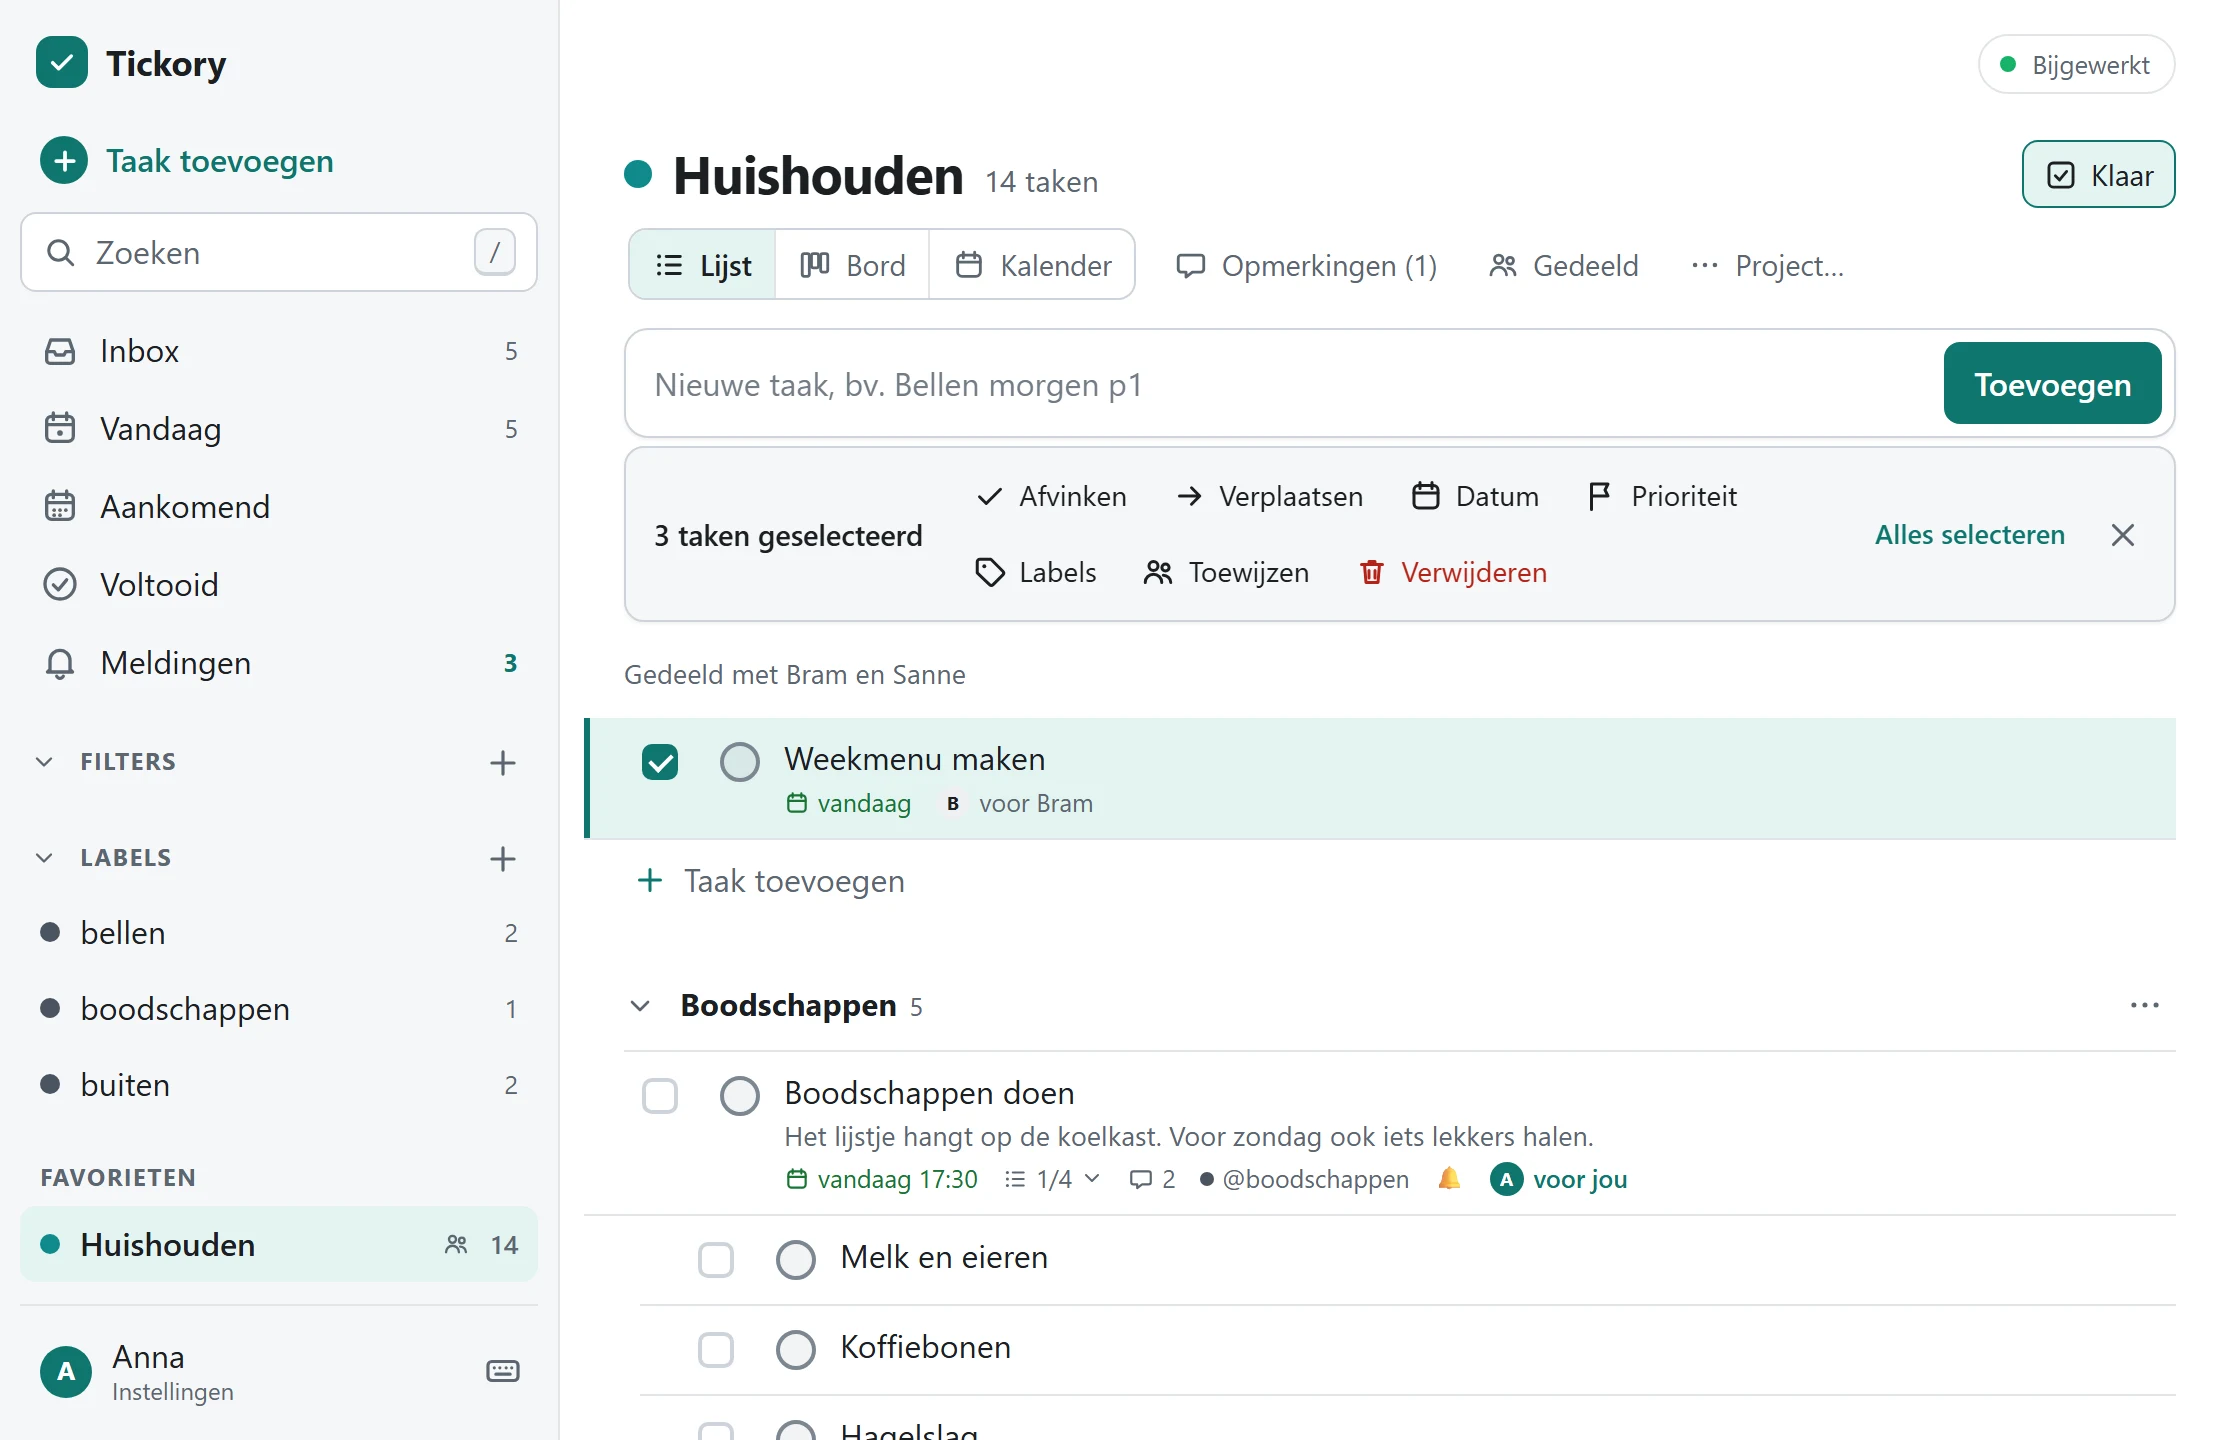 Tickory
Taak toevoegen
Zoeken /
Inbox 5
Vandaag 5
Aankomend
Voltooid
Meldingen 3
FILTERS
LABELS
bellen 2
boodschappen 1
buiten 2
FAVORIETEN
Huishouden 14
A Anna
Instellingen
Bijgewerkt
Huishouden 14 taken
Klaar
Lijst Bord Kalender Opmerkingen (1) Gedeeld Project...
Nieuwe taak, bv. Bellen morgen p1 Toevoegen
3 taken geselecteerd
Afvinken Verplaatsen Datum Prioriteit
Labels Toewijzen Verwijderen
Alles selecteren
Gedeeld met Bram en Sanne
Weekmenu maken
vandaag B voor Bram
Taak toevoegen
Boodschappen 5
Boodschappen doen
Het lijstje hangt op de koelkast. Voor zondag ook iets lekkers halen.
vandaag 17:30 1/4 2 @boodschappen A voor jou
Melk en eieren
Koffiebonen
Hagelslag